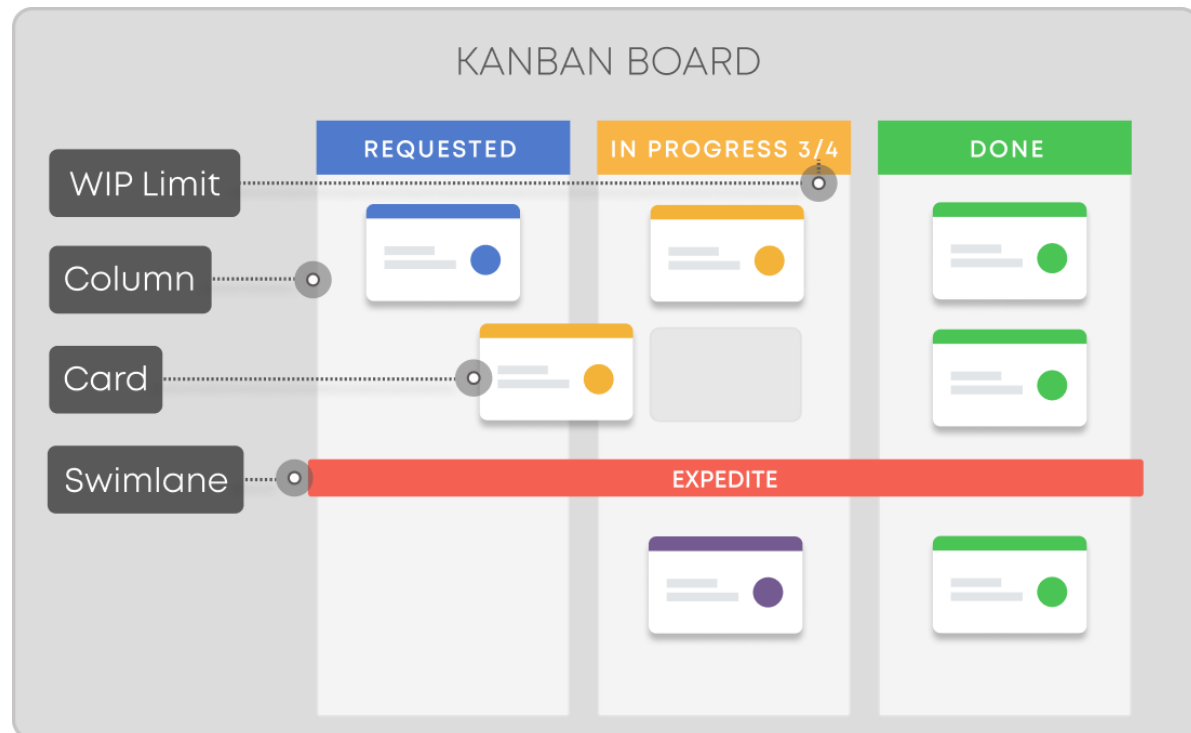 KANBAN BOARD
REQUESTED
IN PROGRESS 3/4
DONE
WIP Limit
Column
Card
Swimlane
EXPEDITE